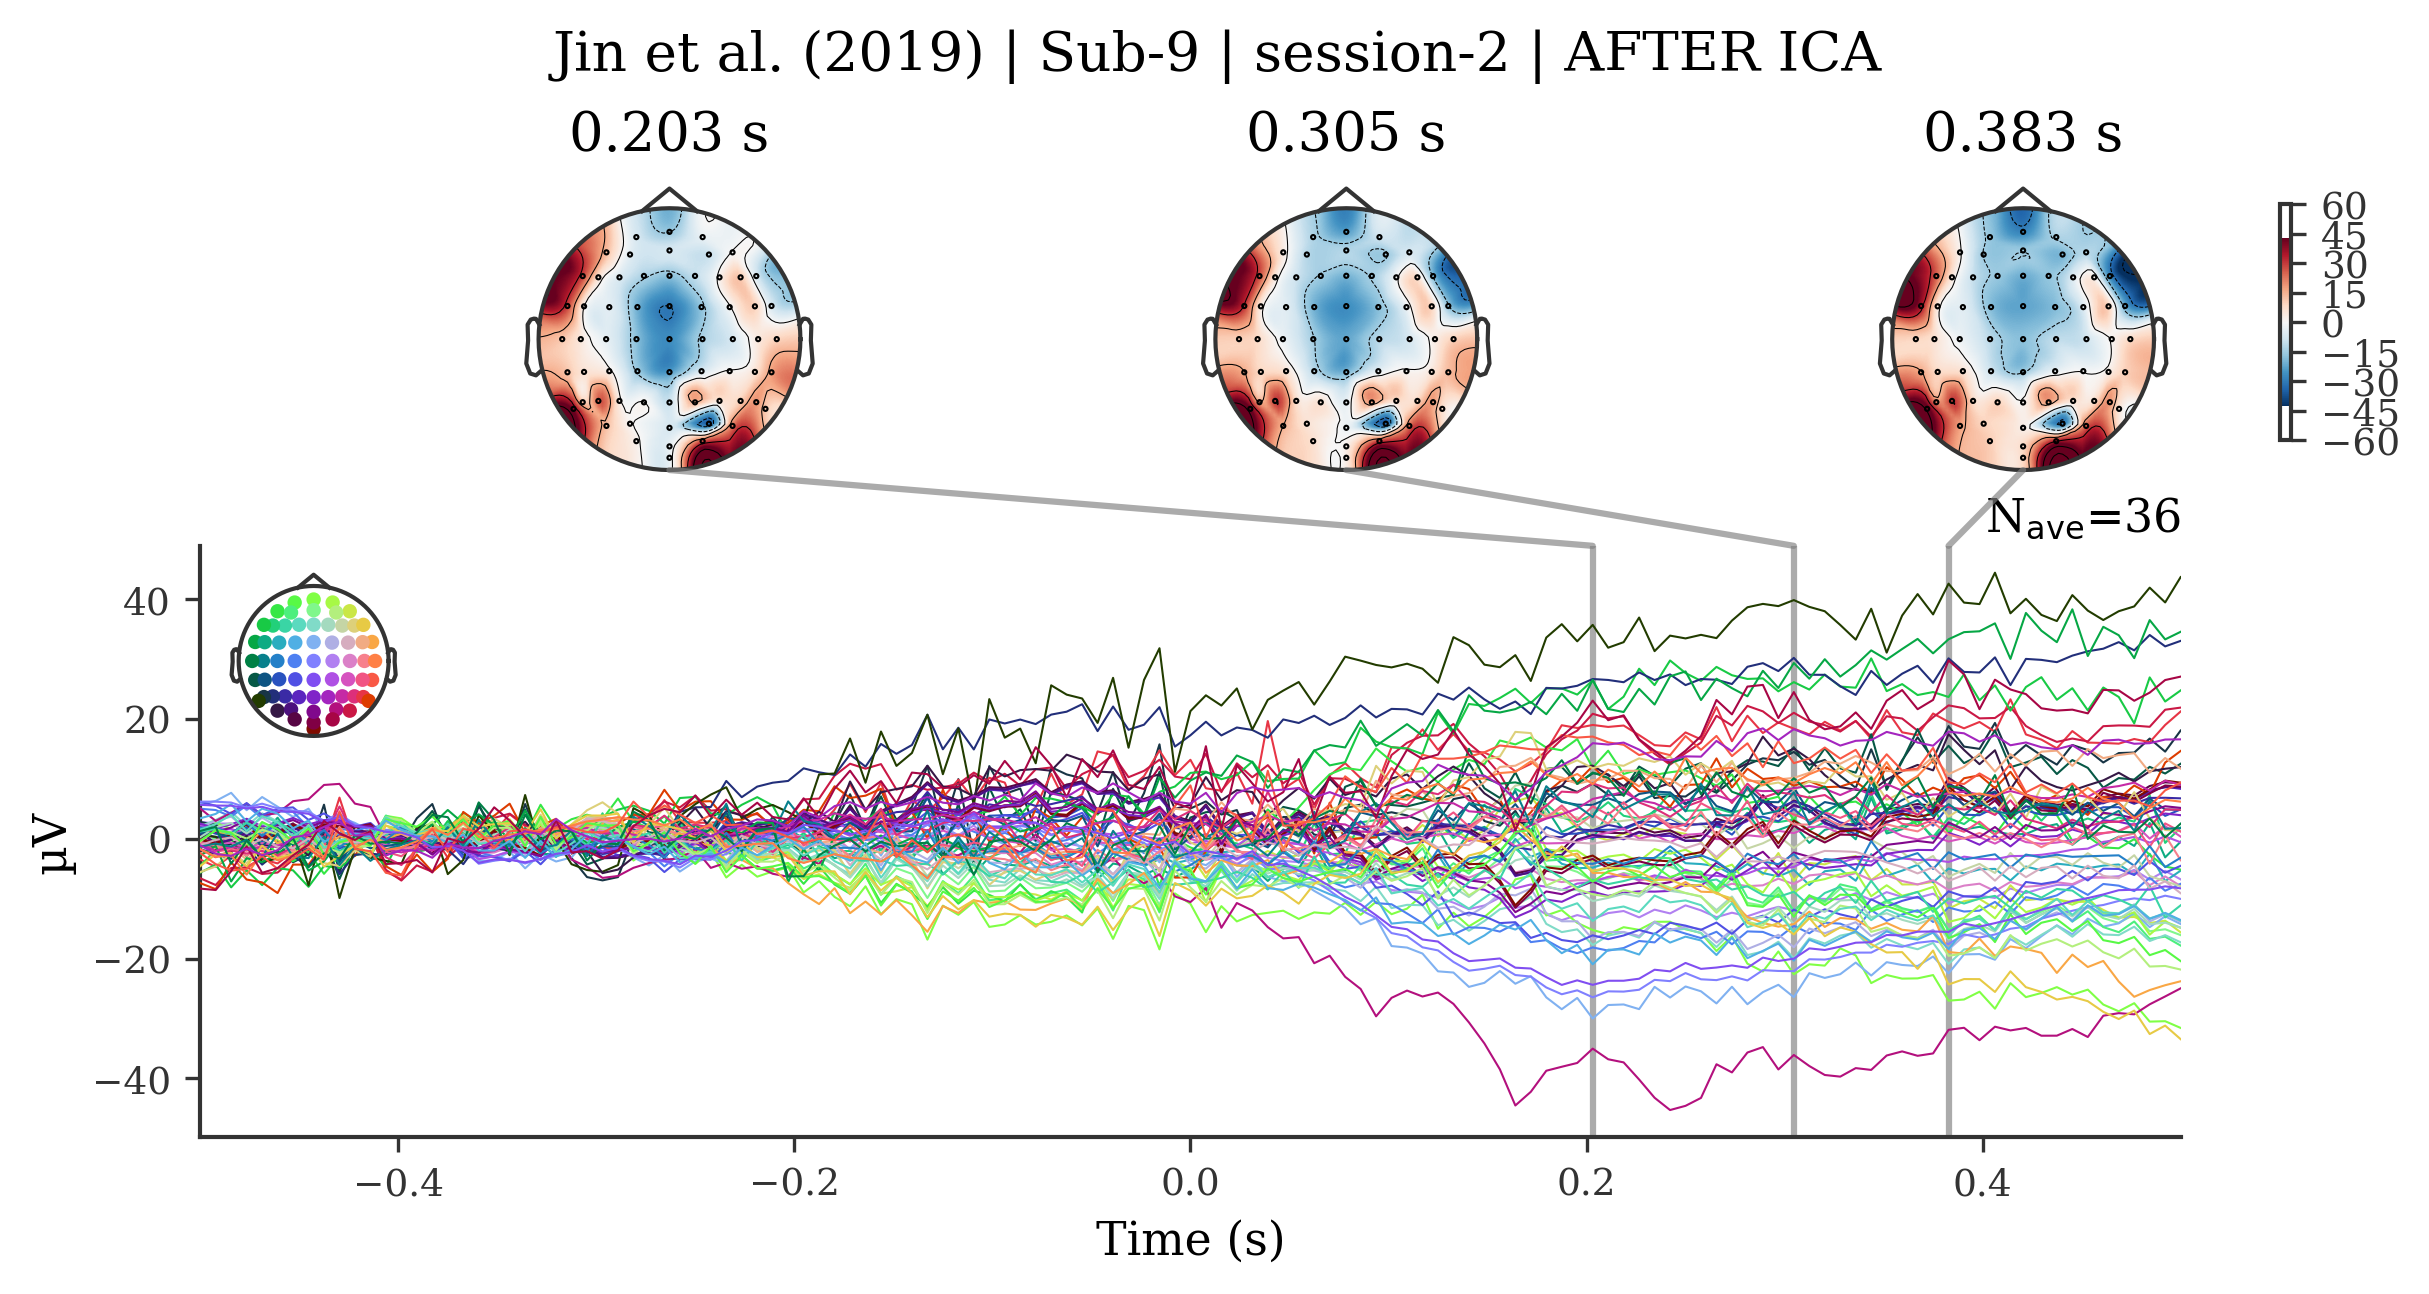 Jin et al. (2019) | Sub-9 | session-2 | AFTER ICA
0.203 s
0.305 s
0.383 s
60
45
30
15
0
−15
−30
−45
−60
Nave=36
µV
40
20
0
−20
−40
−0.4
−0.2
0.0
0.2
0.4
Time (s)